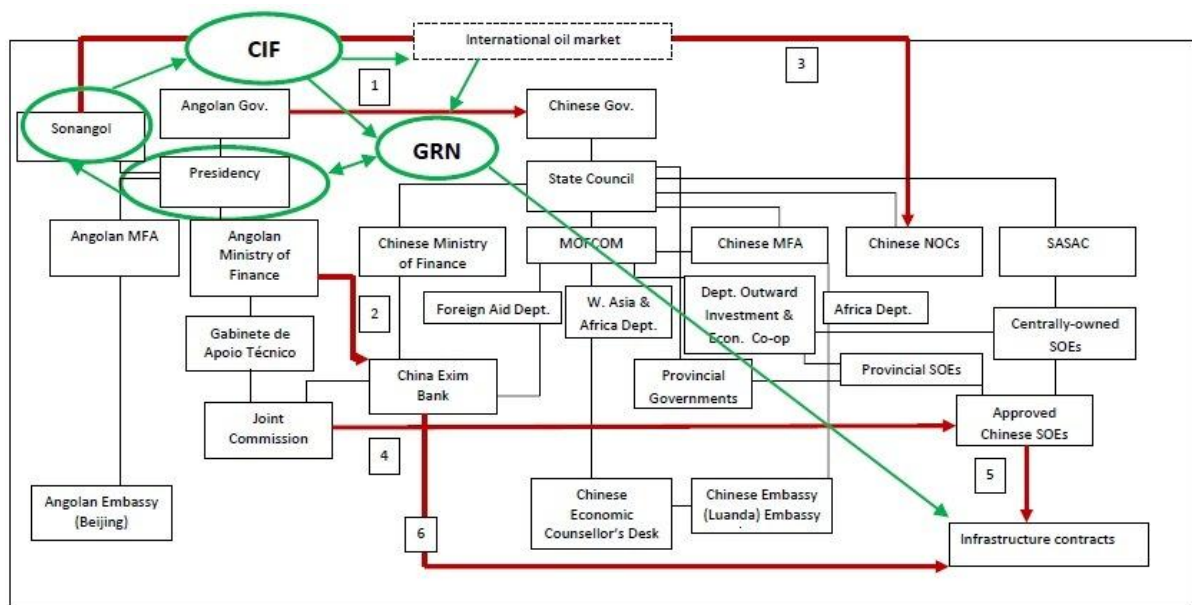 CIF
International oil market
3
1
Angolan Gov.
Chinese Gov.
Sonangol
GRN
Presidency
State Council
Angolan MFA
Angolan
Ministry of
Finance
Chinese Ministry
of Finance
MOFCOM
Chinese MFA
Chinese NOCs
SASAC
2
Foreign Aid Dept.
W. Asia &
Africa Dept.
Dept. Outward
Investment &
Econ. Co-op
Africa Dept.
Gabinete de
Apoio Técnico
Centrally-owned
SOEs
China Exim
Bank
Provincial
Governments
Provincial SOEs
Joint
Commission
Approved
Chinese SOEs
4
5
Angolan Embassy
(Beijing)
Chinese
Economic
Counsellor's Desk
Chinese Embassy
(Luanda) Embassy
6
Infrastructure contracts